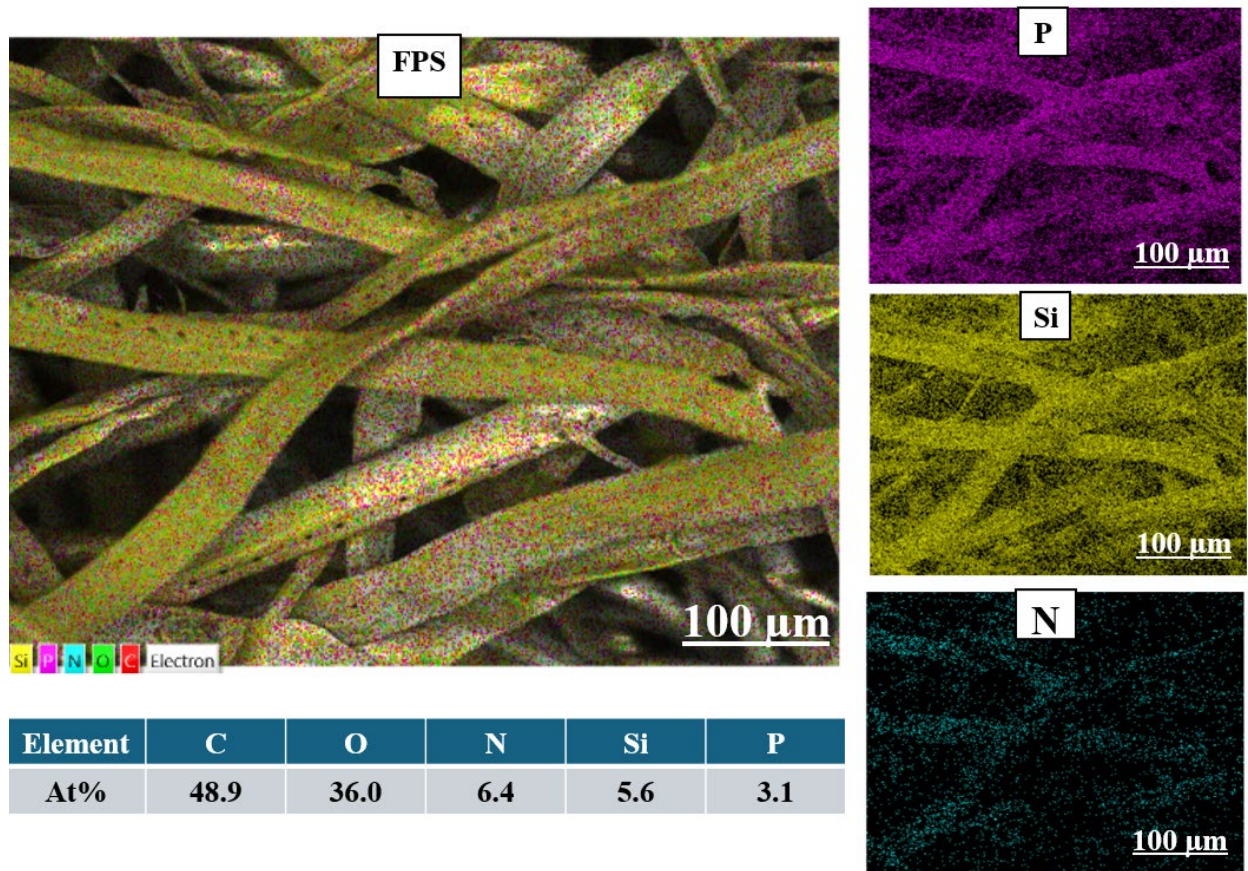 FPS
100 µm
Si P N O C Electron
P
100 µm
Si
100 µm
N
100 µm
Element C O N Si P
At% 48.9 36.0 6.4 5.6 3.1